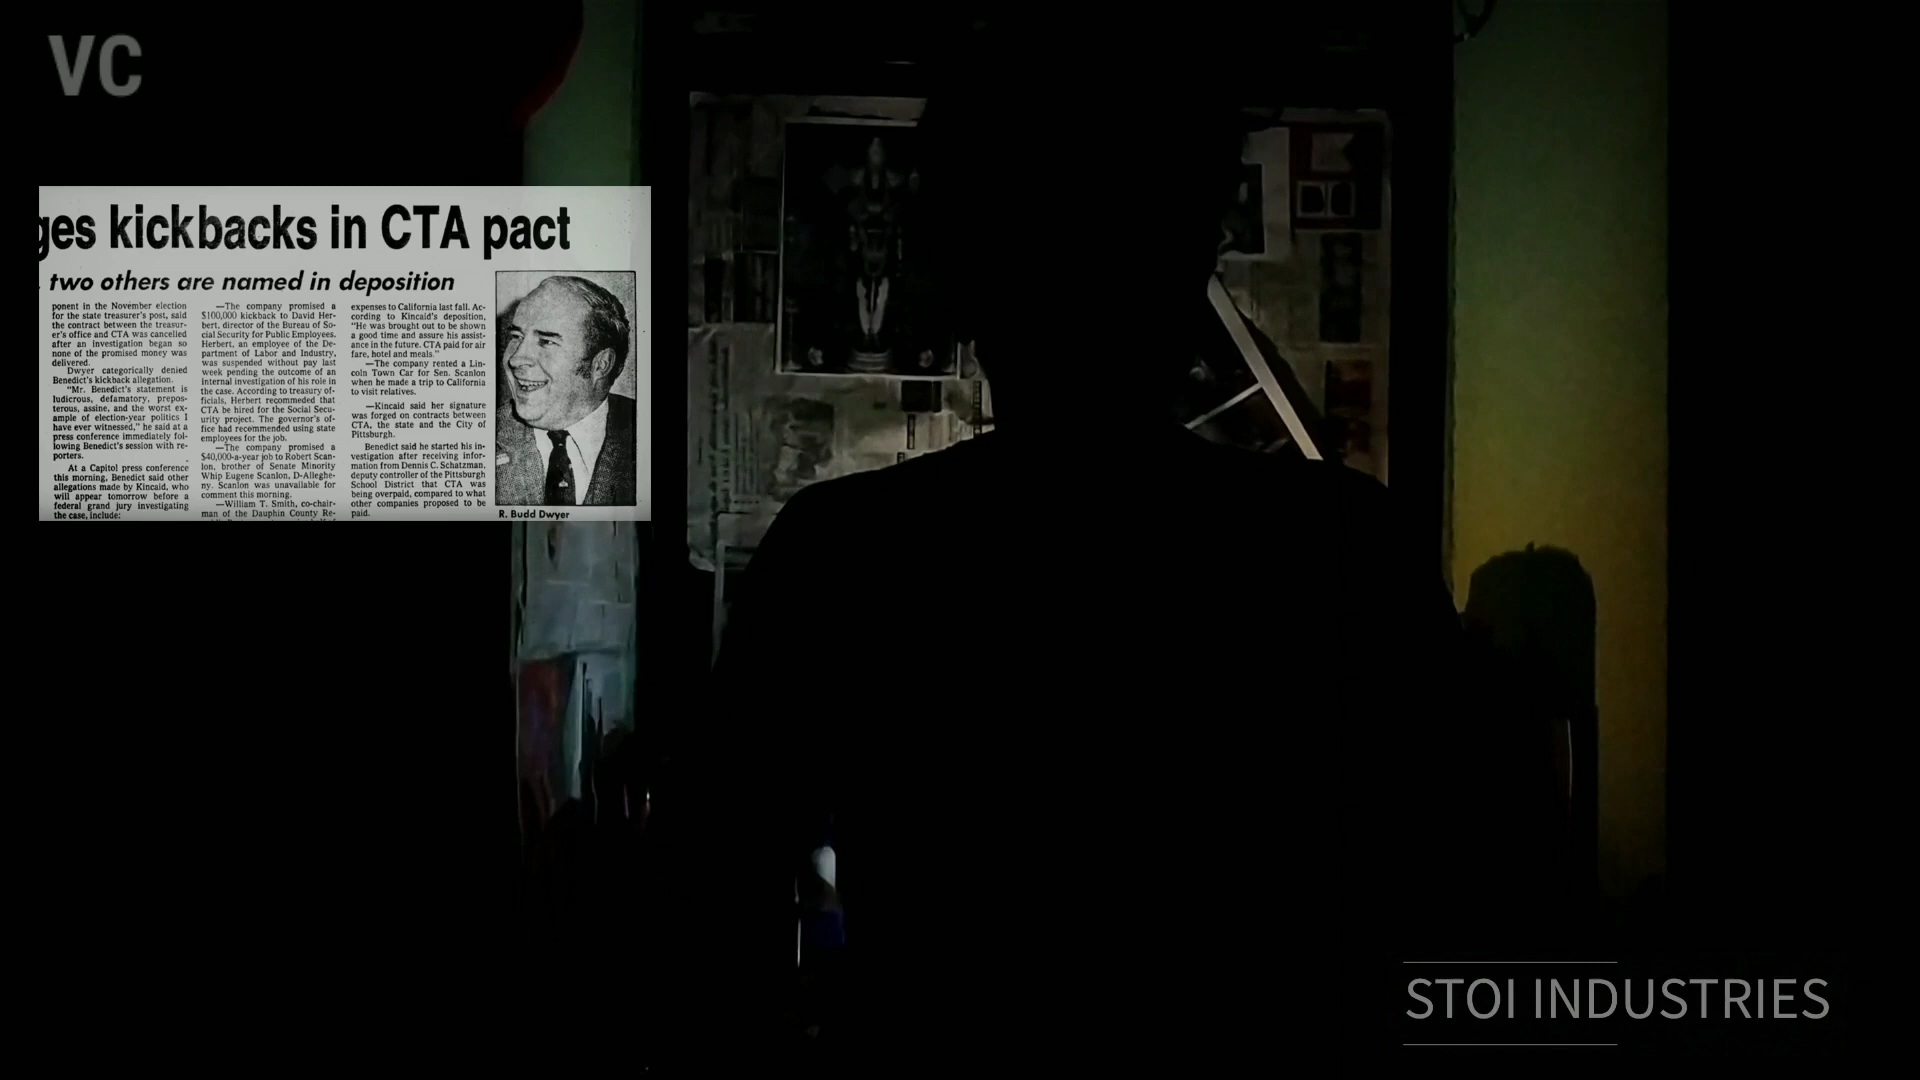 VC
ges kickbacks in CTA pact
two others are named in deposition
ponent in the November election
for the state treasurer's post, said
the contract between the treasur-
er's office and CTA was cancelled
after an investigation began so
none of the promised money was
delivered.
Dwyer categorically denied
Benedict's kickback allegation.
"Mr. Benedict's statement is
ludicrous, defamatory, prepos-
terous, assine, and the worst ex-
ample of election-year politics I
have ever witnessed," he said at a
press conference immediately fol-
lowing Benedict's session with re-
porters.
At a Capitol press conference
this morning, Benedict said other
allegations made by Kincaid, who
will appear tomorrow before a
federal grand jury investigating
the case, include:
—The company promised a
$100,000 kickback to David Her-
bert, director of the Bureau of So-
cial Security for Public Employees.
Herbert, an employee of the De-
partment of Labor and Industry,
was suspended without pay last
week pending the outcome of an
internal investigation of his role in
the case. According to treasury of-
ficials, Herbert recommeded that
CTA be hired for the Social Secu-
rity project. The governor's of-
fice had recommended using state
employees for the job.
—The company promised a
$40,000-a-year job to Robert Scan-
lon, brother of Senate Minority
Whip Eugene Scanlon, D-Alleghe-
ny. Scanlon was unavailable for
comment this morning.
—William T. Smith, co-chair-
man of the Dauphin County Re-
expenses to California last fall. Ac-
cording to Kincaid's deposition,
"He was brought out to be shown
a good time and assure his assist-
ance in the future. CTA paid for air
fare, hotel and meals."
—The company rented a Lin-
coln Town Car for Sen. Scanlon
when he made a trip to California
to visit relatives.
—Kincaid said her signature
was forged on contracts between
CTA, the state and the City of
Pittsburgh.
Benedict said he started his in-
vestigation after receiving infor-
mation from Dennis C. Schatzman,
deputy controller of the Pittsburgh
School District that CTA was
being overpaid, compared to what
other companies proposed to be
paid.
R. Budd Dwyer
STOI INDUSTRIES